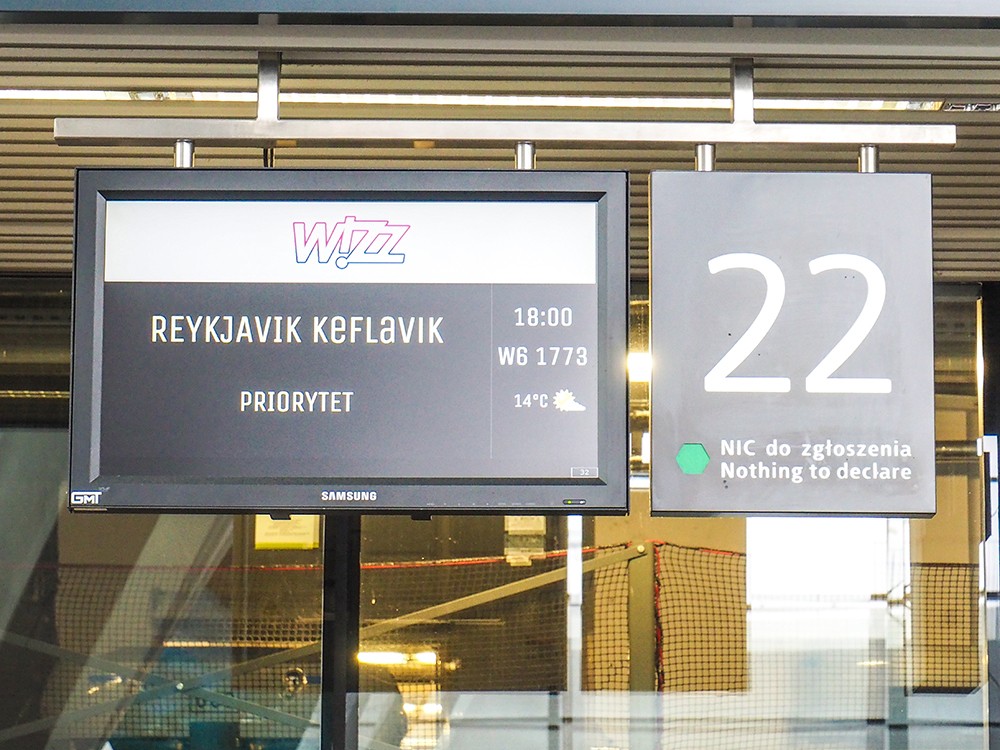 WIZZ
REYKJAVIK KEFLAVIK
PRIORYTET
18:00
W6 1773
14°C
32
GMT
SAMSUNG
22
NIC do zgłoszenia
Nothing to declare